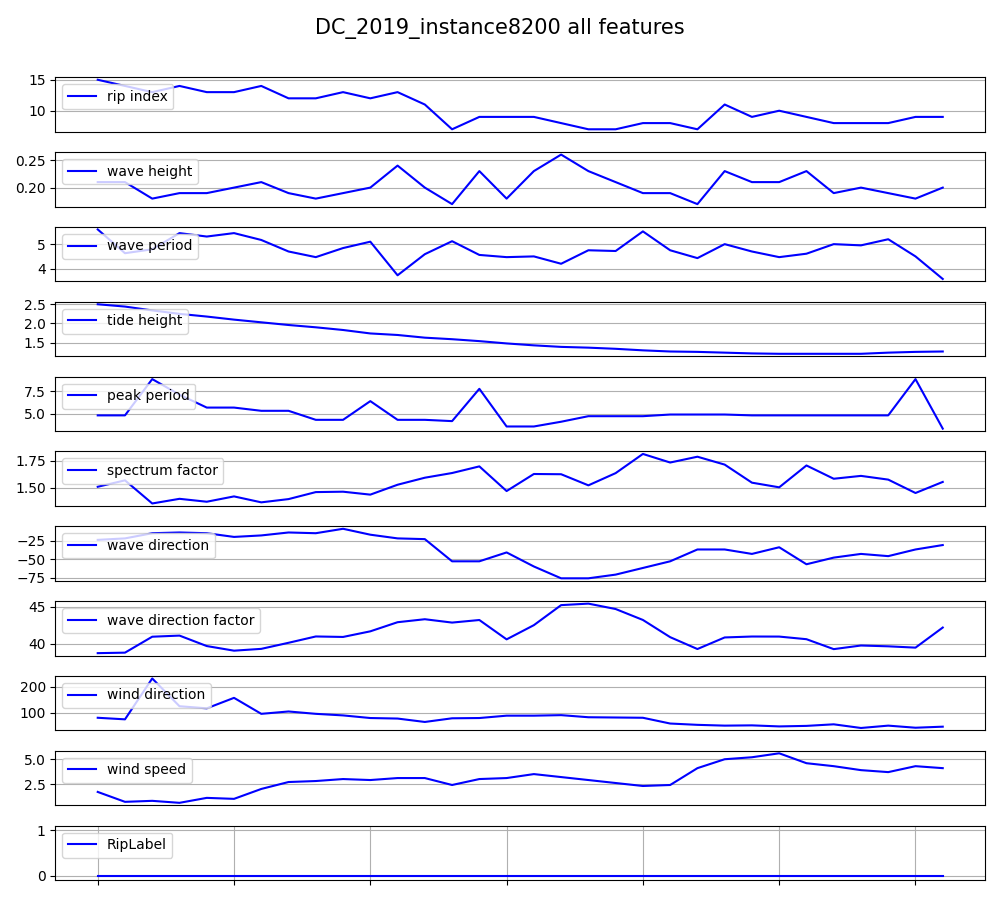 DC_2019_instance8200 all features
15
10
rip index
0.25
0.20
wave height
5
4
wave period
2.5
2.0
1.5
tide height
7.5
5.0
peak period
1.75
1.50
spectrum factor
−25
−50
−75
wave direction
45
40
wave direction factor
200
100
wind direction
5.0
2.5
wind speed
1
0
RipLabel